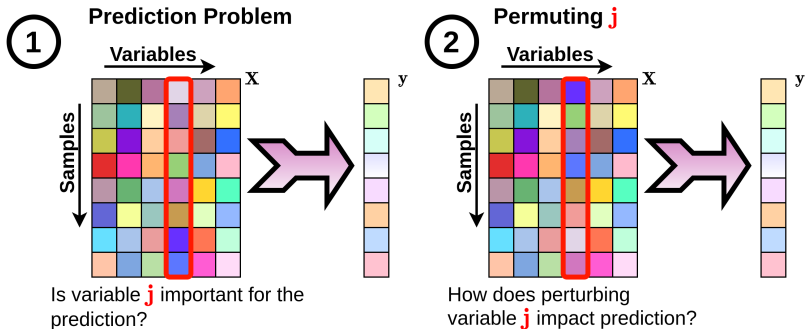 1
Prediction Problem
Variables
X
y
Samples
Is variable j important for the
prediction?
2
Permuting j
Variables
X
y
Samples
How does perturbing
variable j impact prediction?